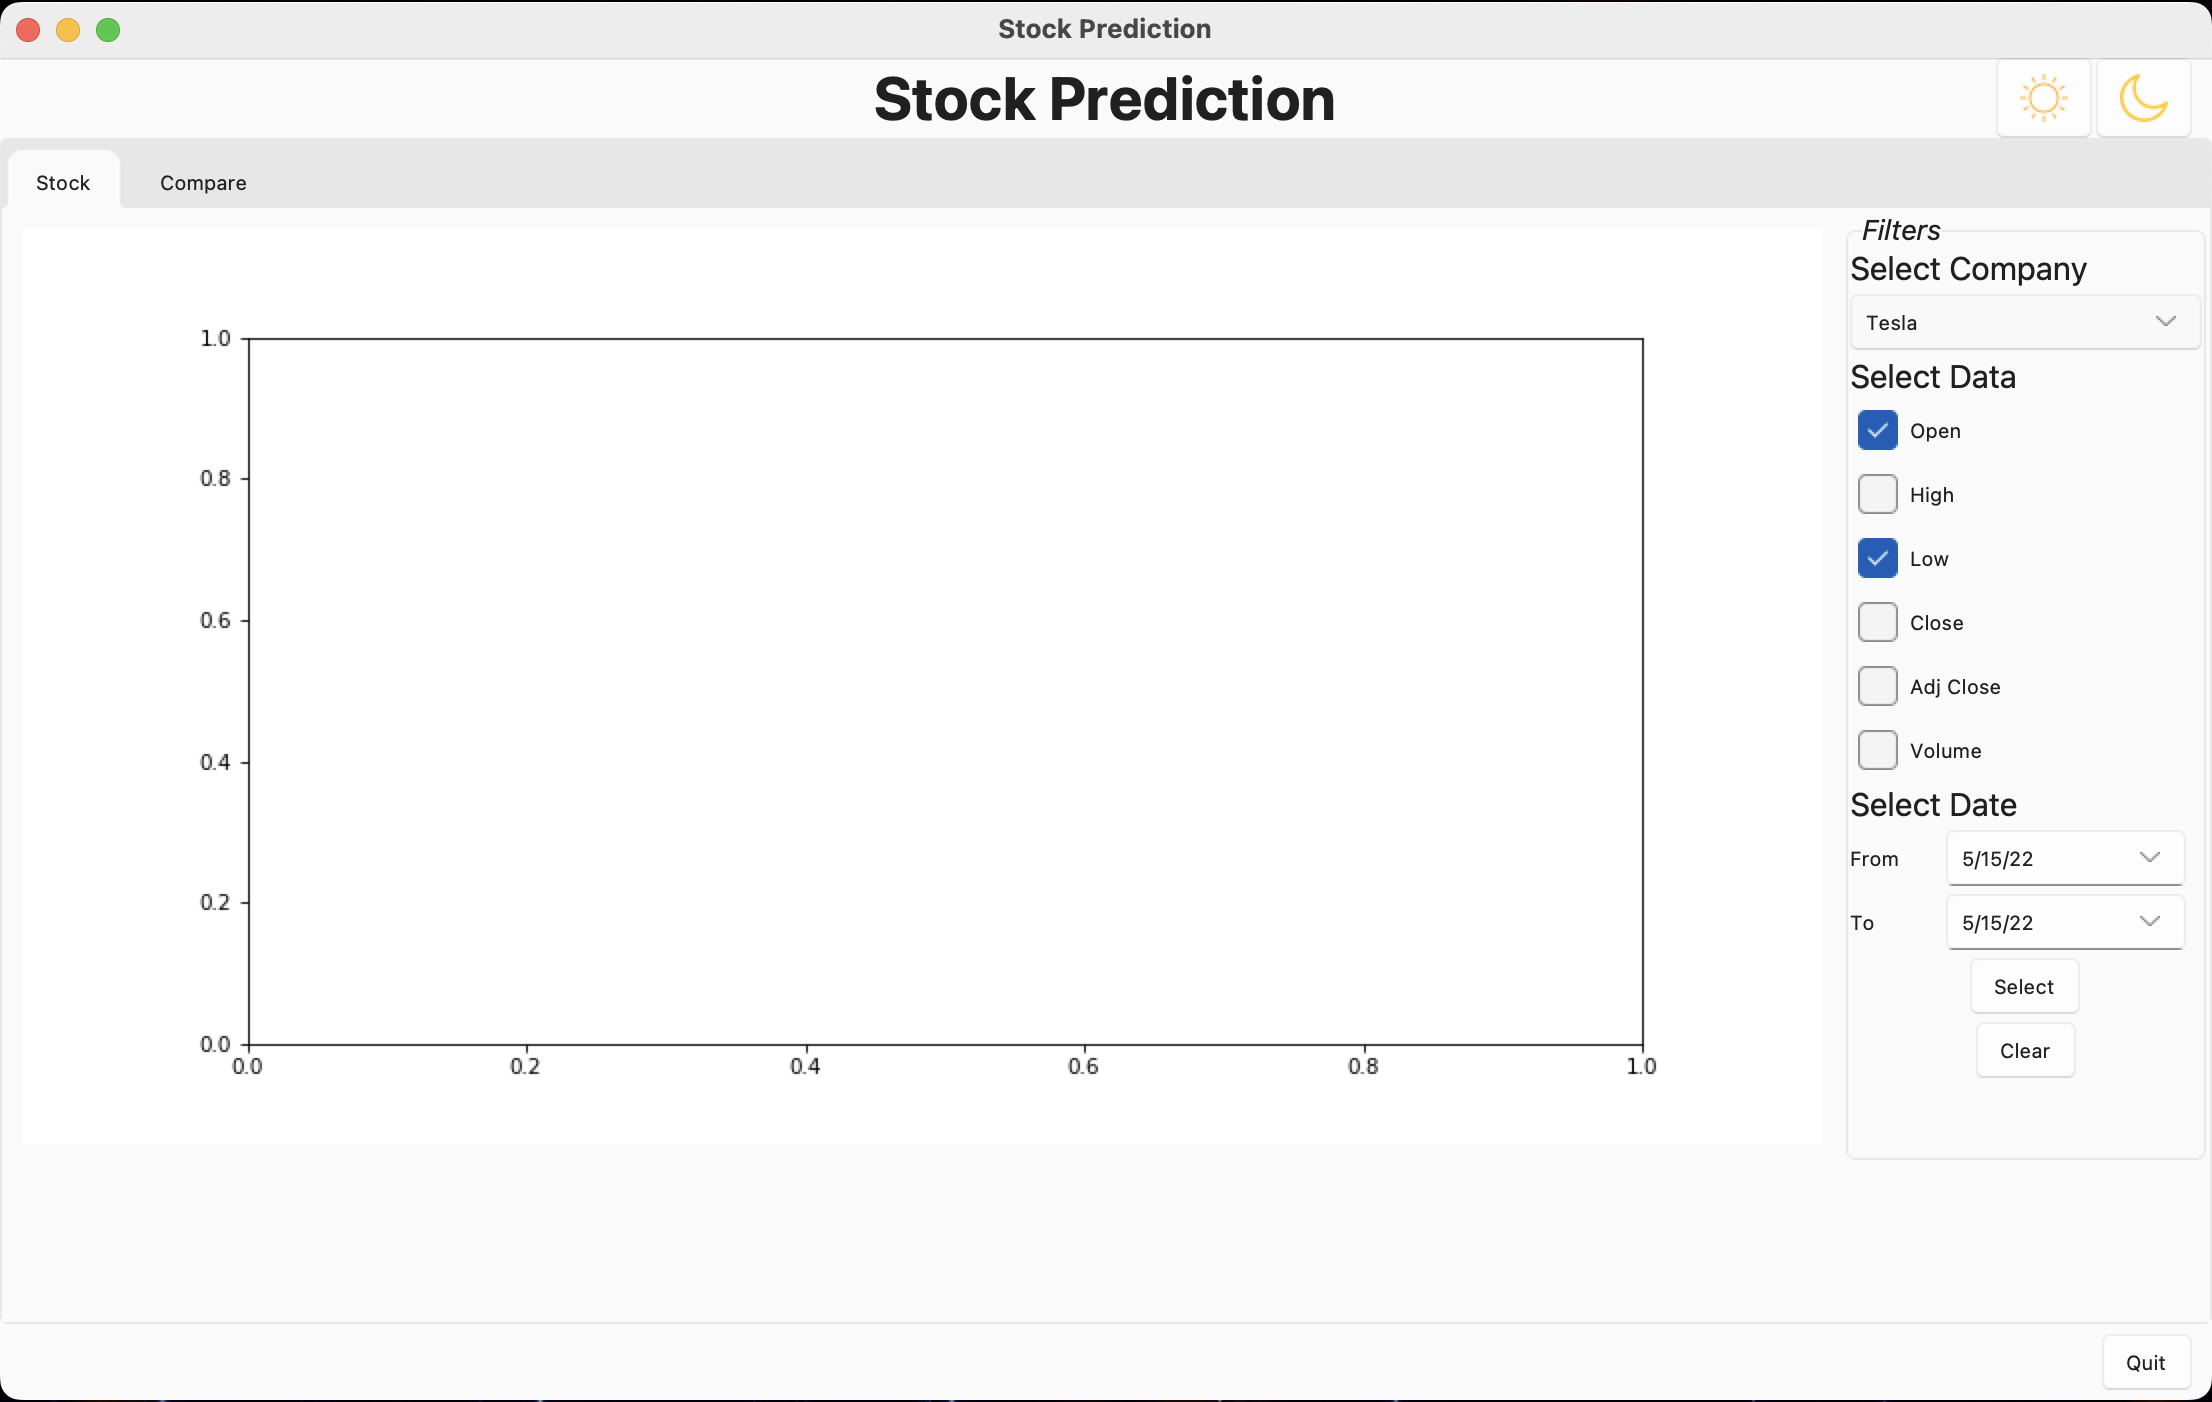 Stock Prediction
Stock Prediction
Stock Compare
Filters
Select Company
Tesla
Select Data
Open
High
Low
Close
Adj Close
Volume
Select Date
From 5/15/22
To 5/15/22
Select
Clear
1.0
0.8
0.6
0.4
0.2
0.0
0.0 0.2 0.4 0.6 0.8 1.0
Quit